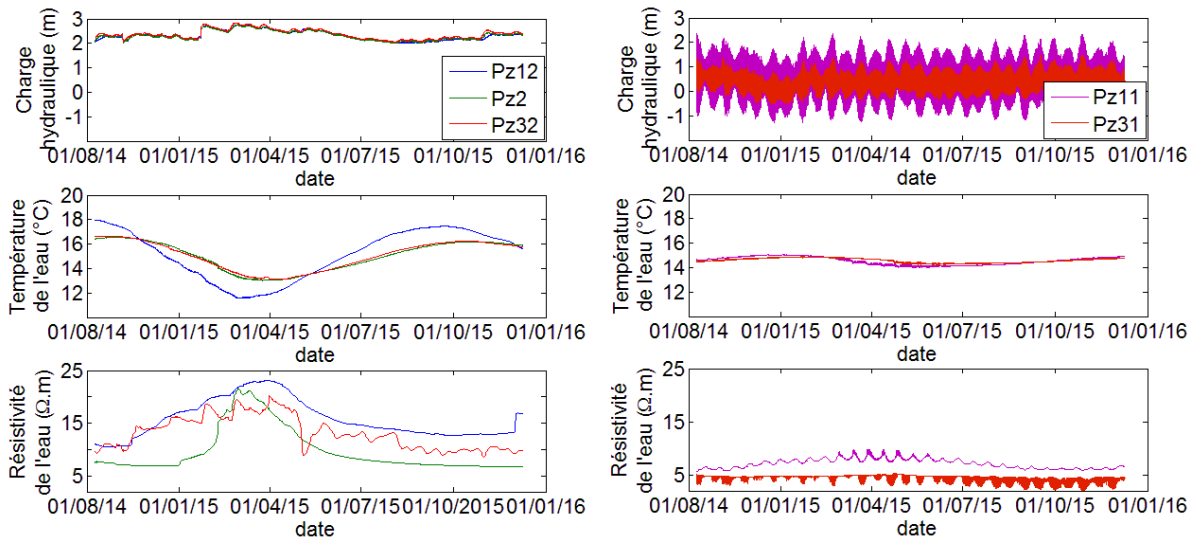 Charge
hydraulique (m)
3
2
1
0
-1
Pz12
Pz2
Pz32
01/08/14 01/01/15 01/04/15 01/07/15 01/10/15 01/01/16
date
Température
de l'eau (°C)
20
18
16
14
12
01/08/14 01/01/15 01/04/15 01/07/15 01/10/15 01/01/16
date
Résistivité
de l'eau (Ω.m)
25
15
5
01/08/14 01/01/15 01/04/15 01/07/15 01/10/2015 01/01/16
date
Charge
hydraulique (m)
3
2
1
0
-1
Pz11
Pz31
01/08/14 01/01/15 01/04/14 01/07/15 01/10/15 01/01/16
date
Température
de l'eau (°C)
20
18
16
14
12
01/08/14 01/01/15 01/04/15 01/07/15 01/10/15 01/01/16
date
Résistivité
de l'eau (Ω.m)
25
15
5
01/08/14 01/01/15 01/04/15 01/07/15 01/10/15 01/01/16
date